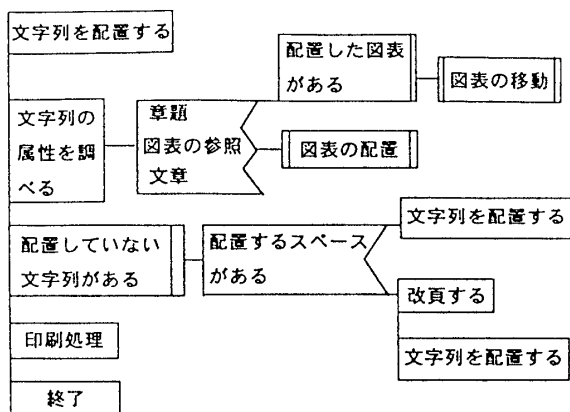 文字列を配置する
配置した図表
がある
図表の移動
文字列の
属性を調
べる
章題
図表の参照
文章
図表の配置
配置していない
文字列がある
配置するスペース
がある
文字列を配置する
改頁する
文字列を配置する
印刷処理
終了